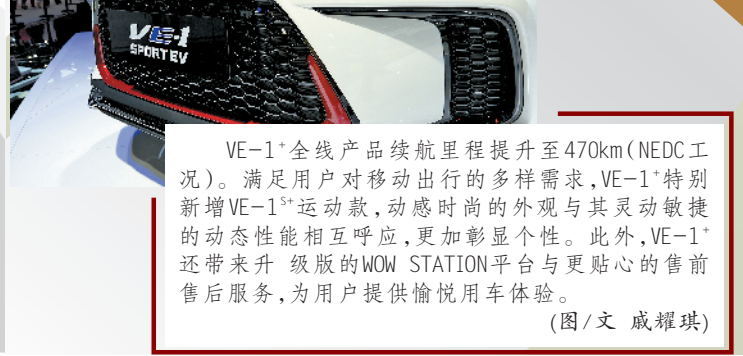 VE-1
SPORT EV
VE-1⁺全线产品续航里程提升至470km(NEDC工
况)。满足用户对移动出行的多样需求,VE-1⁺特别
新增VE-1ˢ⁺运动款,动感时尚的外观与其灵动敏捷
的动态性能相互呼应,更加彰显个性。此外,VE-1⁺
还带来升 级版的WOW STATION平台与更贴心的售前
售后服务,为用户提供愉悦用车体验。
(图/文 戚耀琪)